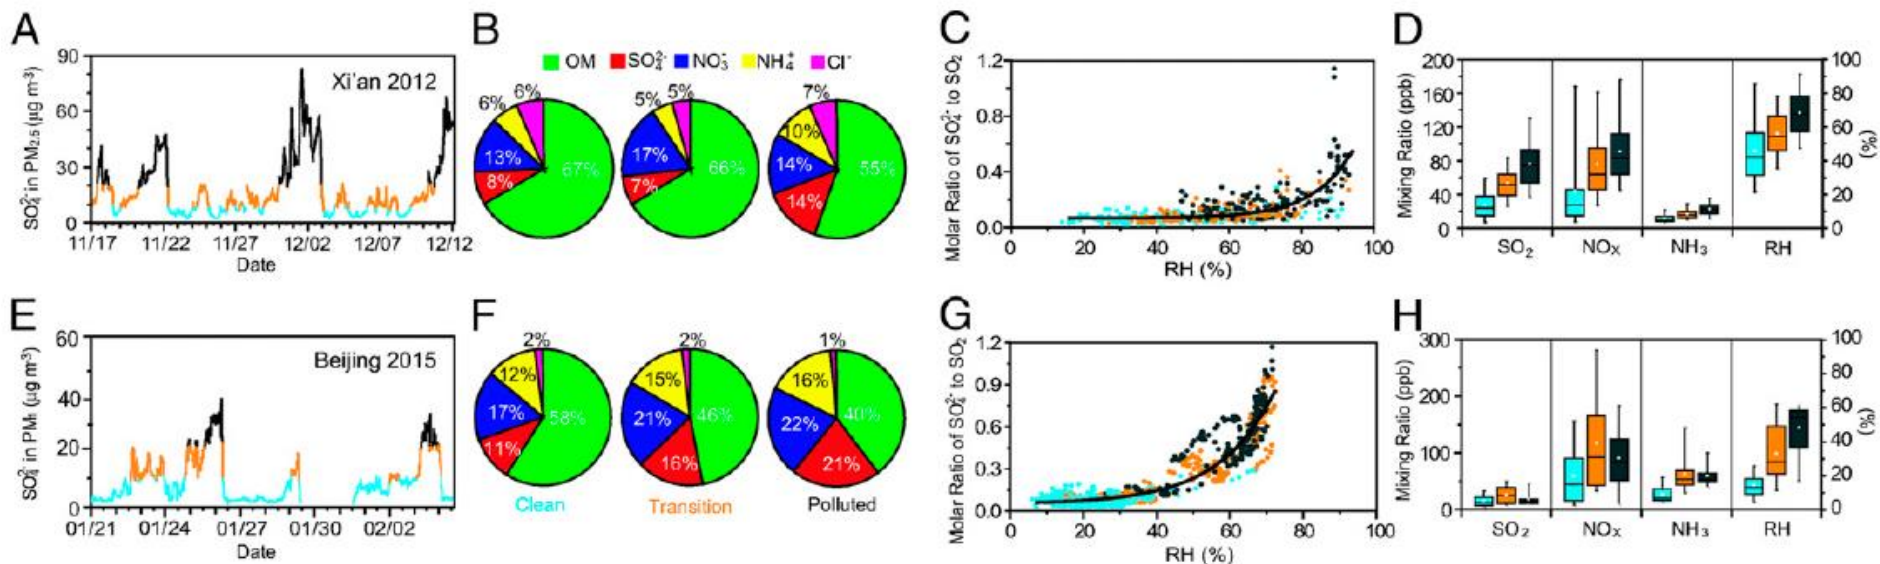 A
B
C
D
OM SO₄²⁻ NO₃⁻ NH₄⁺ Cl⁻
Xi'an 2012
SO₄²⁻ in PM₂.₅ (μg m⁻³)
90
60
30
0
11/17 11/22 11/27 12/02 12/07 12/12
Date
6% 6% 13% 8% 67%
5% 5% 17% 7% 66%
7% 10% 14% 14% 55%
Molar Ratio of SO₄²⁻ to SO₂
1.2
0.8
0.4
0.0
0 20 40 60 80 100
RH (%)
Mixing Ratio (ppb)
200
160
120
80
40
0
100
80
60
40
20
0
(%)
SO₂ NOₓ NH₃ RH
E
F
G
H
Beijing 2015
SO₄²⁻ in PM₁ (μg m⁻³)
60
40
20
0
01/21 01/24 01/27 01/30 02/02
Date
2% 12% 17% 11% 58%
2% 15% 21% 16% 46%
1% 16% 22% 21% 40%
Clean Transition Polluted
Molar Ratio of SO₄²⁻ to SO₂
1.2
0.9
0.6
0.3
0.0
0 20 40 60 80 100
RH (%)
Mixing Ratio (ppb)
300
200
100
0
100
80
60
40
20
0
(%)
SO₂ NOₓ NH₃ RH